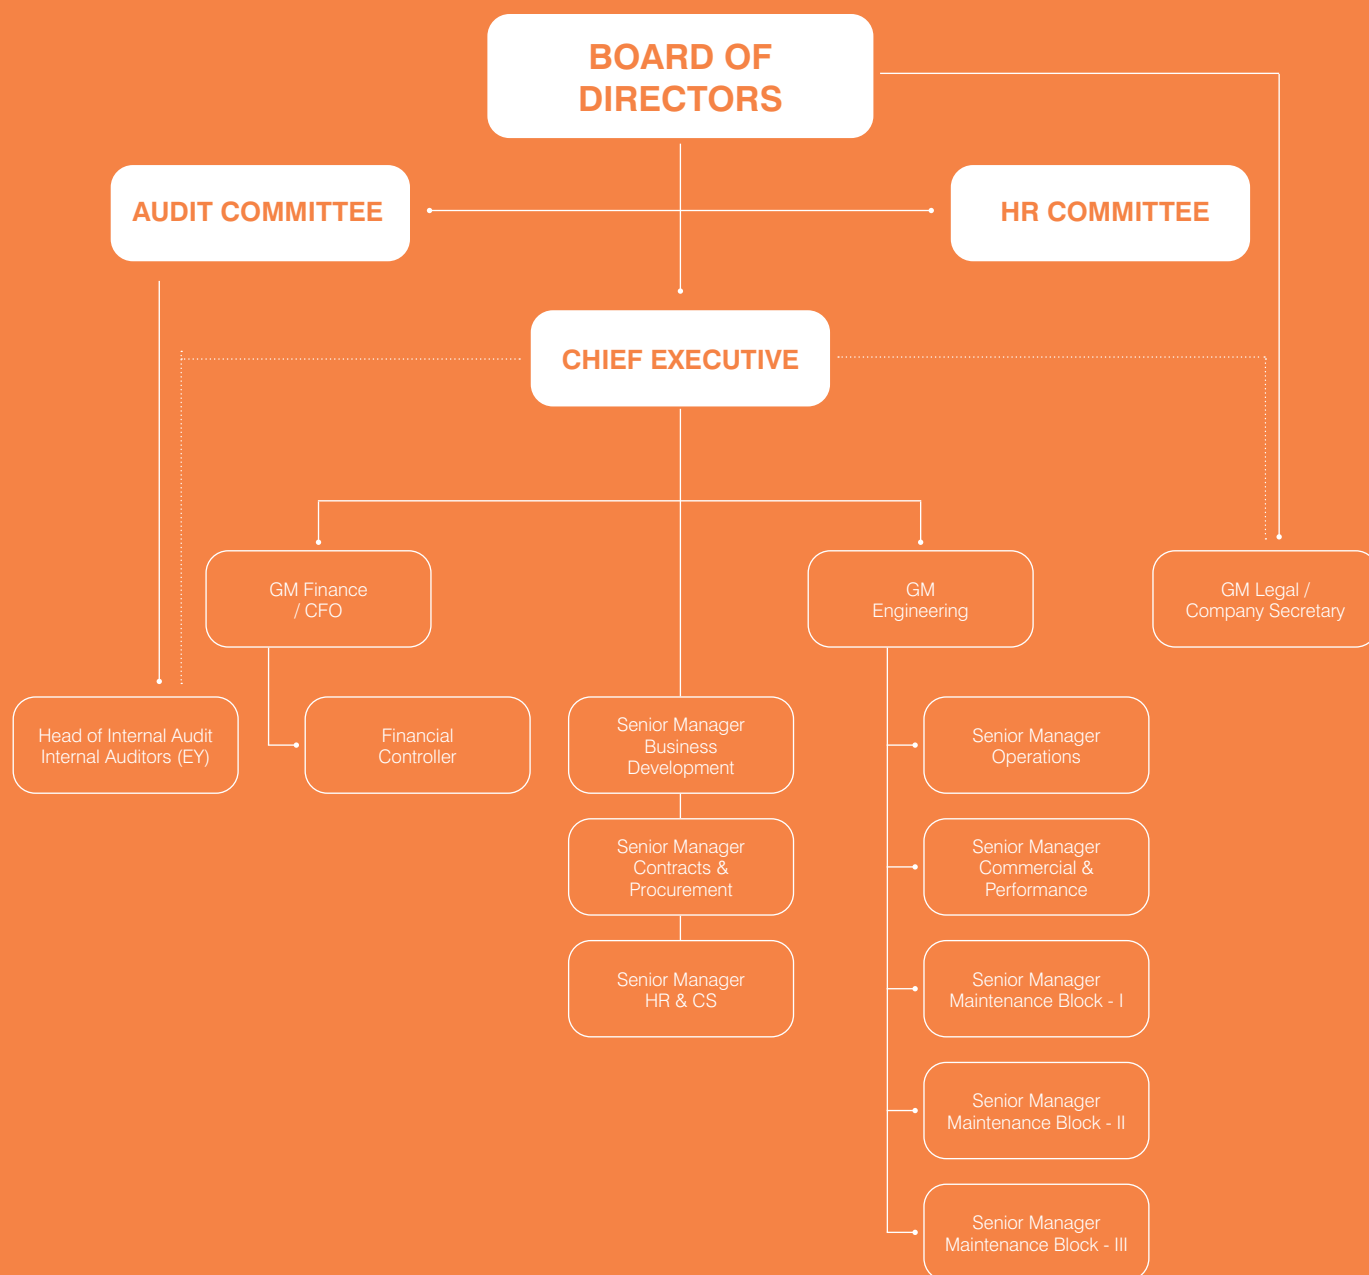 BOARD OF
DIRECTORS
AUDIT COMMITTEE
HR COMMITTEE
CHIEF EXECUTIVE
GM Finance
/ CFO
GM
Engineering
GM Legal /
Company Secretary
Head of Internal Audit
Internal Auditors (EY)
Financial
Controller
Senior Manager
Business
Development
Senior Manager
Operations
Senior Manager
Contracts &
Procurement
Senior Manager
Commercial &
Performance
Senior Manager
HR & CS
Senior Manager
Maintenance Block - I
Senior Manager
Maintenance Block - II
Senior Manager
Maintenance Block - III